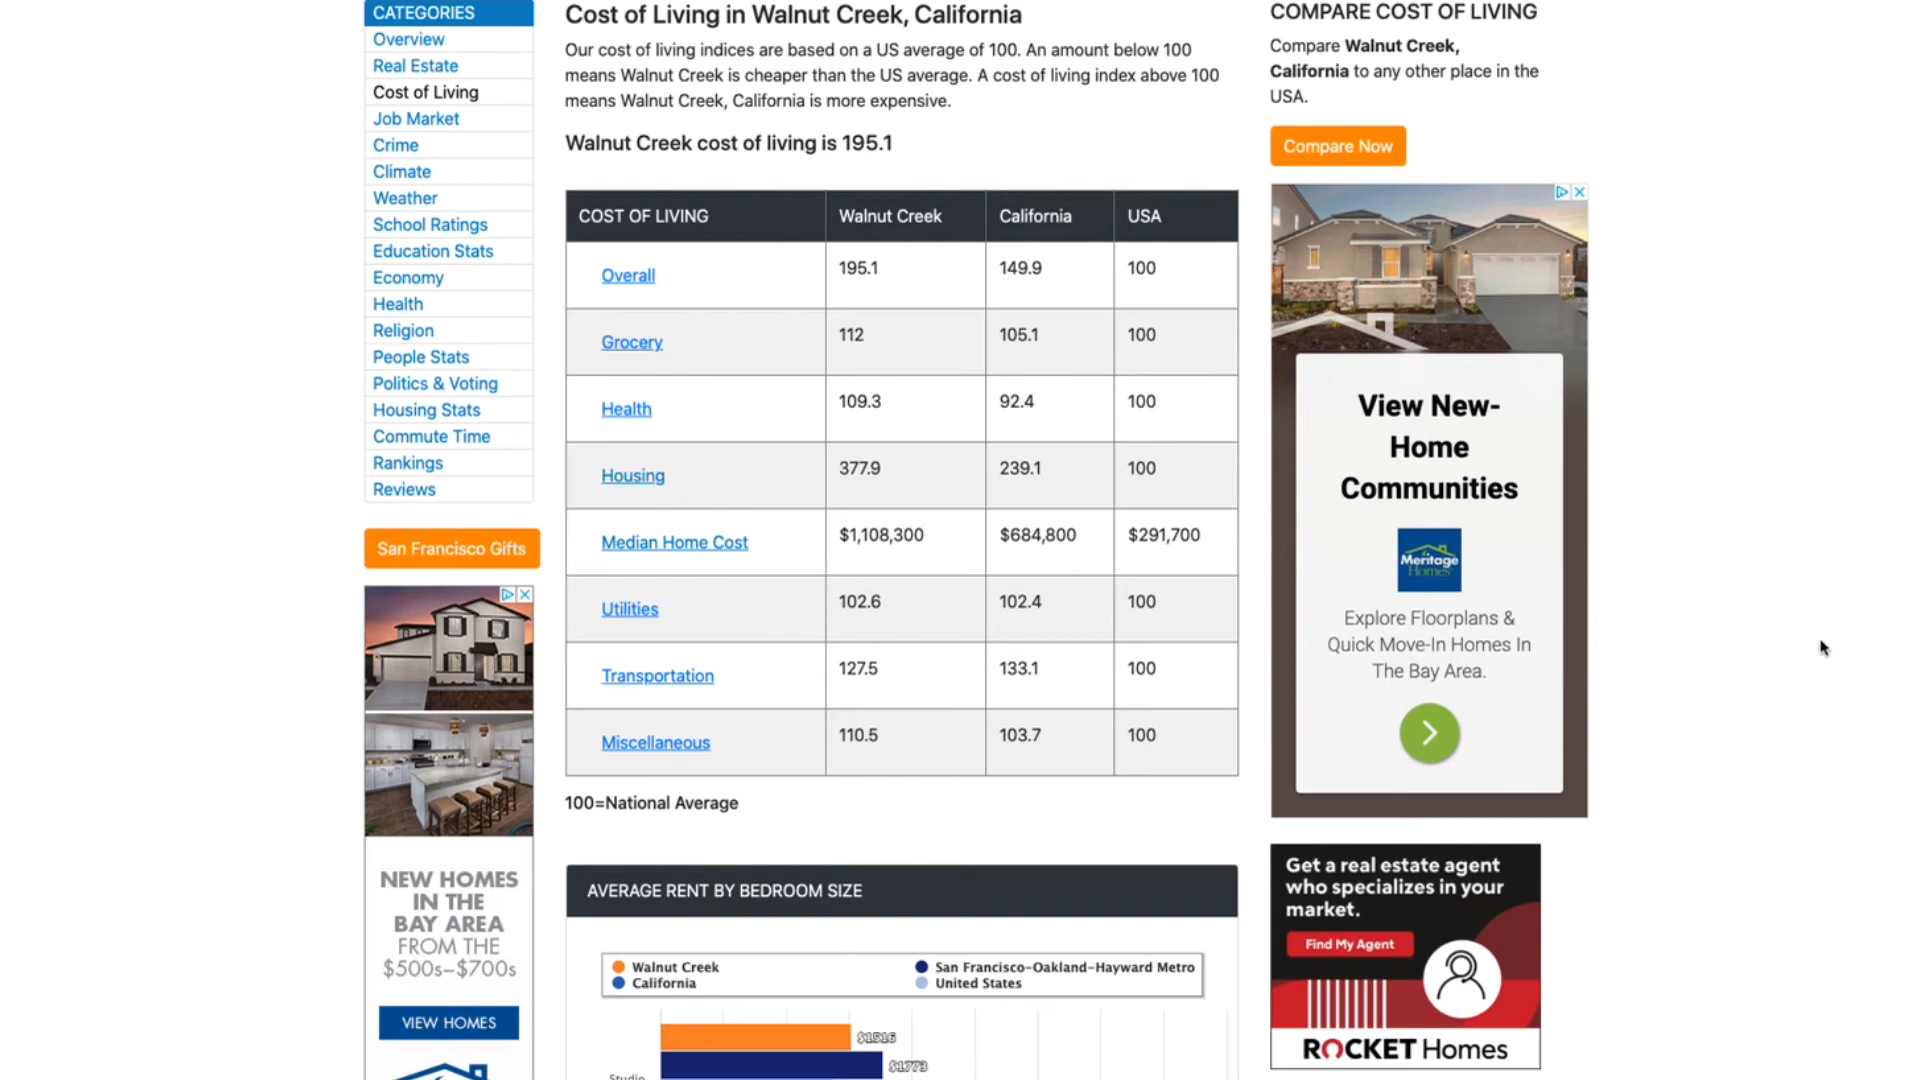 CATEGORIES
Overview
Real Estate
Cost of Living
Job Market
Crime
Climate
Weather
School Ratings
Education Stats
Economy
Health
Religion
People Stats
Politics & Voting
Housing Stats
Commute Time
Rankings
Reviews
San Francisco Gifts
NEW HOMES
IN THE
BAY AREA
FROM THE
$500s–$700s
VIEW HOMES
Cost of Living in Walnut Creek, California
Our cost of living indices are based on a US average of 100. An amount below 100
means Walnut Creek is cheaper than the US average. A cost of living index above 100
means Walnut Creek, California is more expensive.
Walnut Creek cost of living is 195.1
COST OF LIVING Walnut Creek California USA
Overall 195.1 149.9 100
Grocery 112 105.1 100
Health 109.3 92.4 100
Housing 377.9 239.1 100
Median Home Cost $1,108,300 $684,800 $291,700
Utilities 102.6 102.4 100
Transportation 127.5 133.1 100
Miscellaneous 110.5 103.7 100
100=National Average
AVERAGE RENT BY BEDROOM SIZE
Walnut Creek San Francisco-Oakland-Hayward Metro
California United States
$1516
$1773
Studio
COMPARE COST OF LIVING
Compare Walnut Creek,
California to any other place in the
USA.
Compare Now
View New-
Home
Communities
Meritage
Homes
Explore Floorplans &
Quick Move-In Homes In
The Bay Area.
Get a real estate agent
who specializes in your
market.
Find My Agent
ROCKET Homes